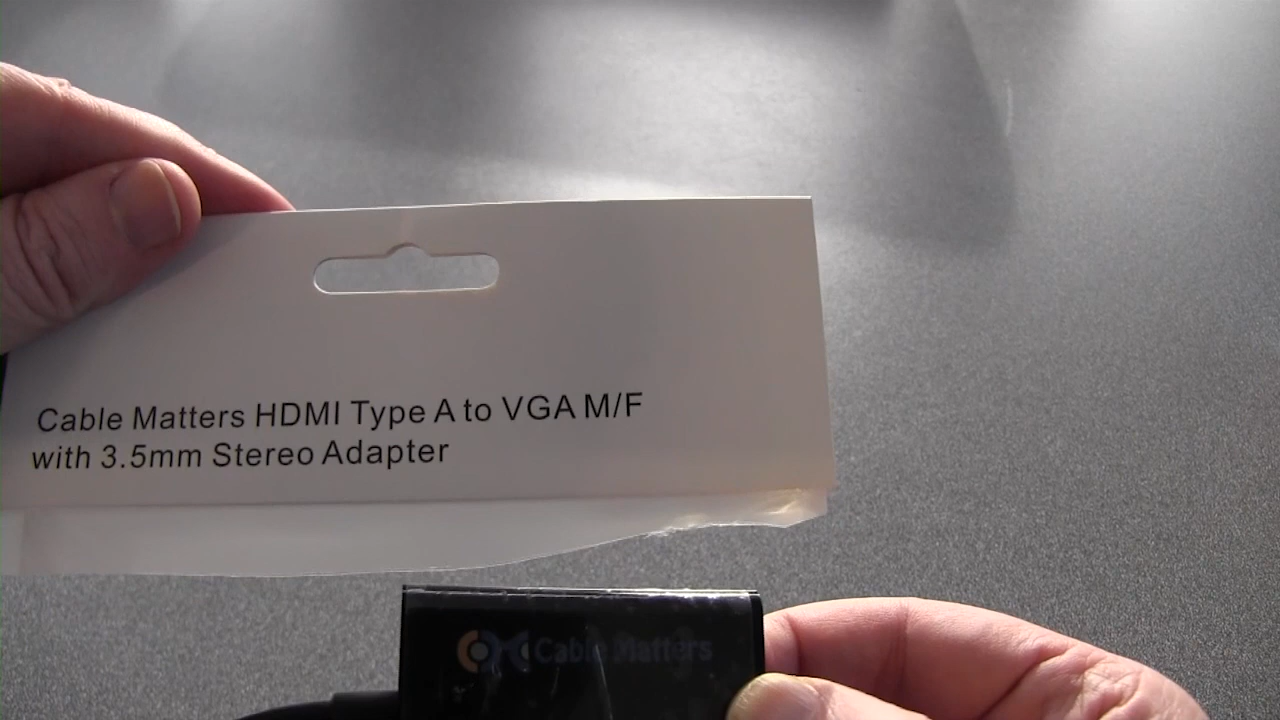 Cable Matters HDMI Type A to VGA M/F
with 3.5mm Stereo Adapter
Cable Matters